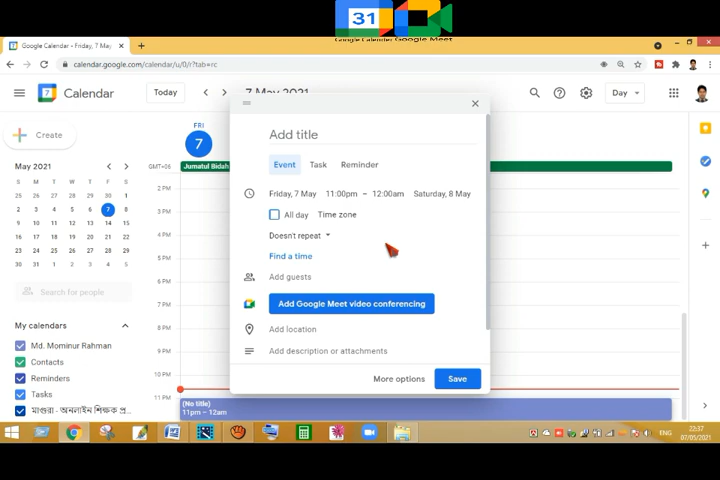 31
Google Calendar Google Meet
Google Calendar - Friday, 7 May
calendar.google.com/calendar/u/0/r?tab=rc
7
Calendar
Today
7 May 2021
Day
Create
May 2021
S M T W T F S
25 26 27 28 29 30 1
2 3 4 5 6 7 8
9 10 11 12 13 14 15
16 17 18 19 20 21 22
23 24 25 26 27 28 29
30 31 1 2 3 4 5
Search for people
My calendars
Md. Mominur Rahman
Contacts
Reminders
Tasks
মাগুরা - অনলাইন শিক্ষক প্র...
FRI
7
GMT+06
Jumatul Bidah
2 PM
3 PM
4 PM
5 PM
6 PM
7 PM
8 PM
9 PM
10 PM
11 PM
Add title
Event Task Reminder
Friday, 7 May 11:00pm – 12:00am Saturday, 8 May
All day Time zone
Doesn't repeat
Find a time
Add guests
Add Google Meet video conferencing
Add location
Add description or attachments
More options Save
(No title)
11pm – 12am
ENG
22:37
07/05/2021